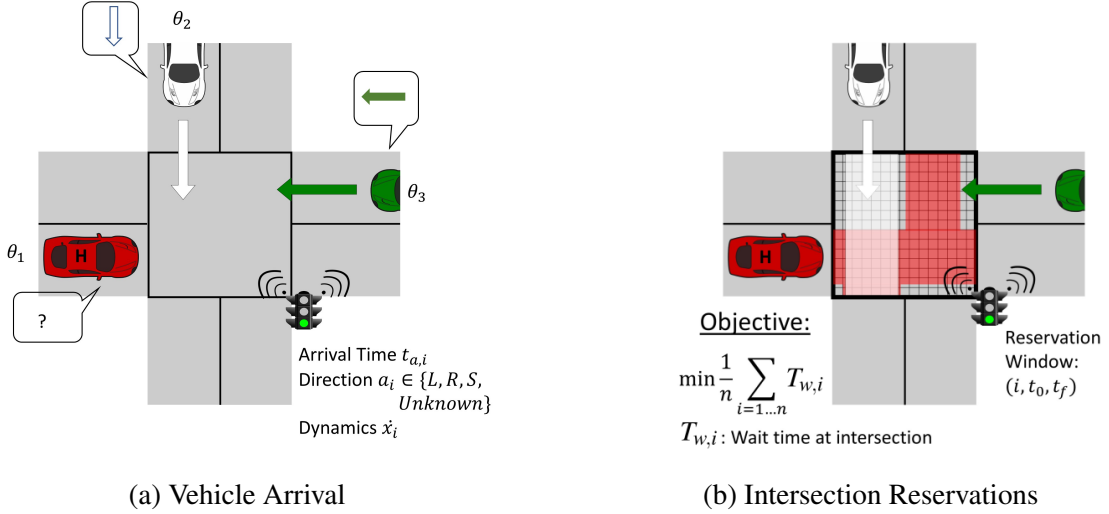 θ₂
θ₃
θ₁
H
?
Arrival Time t_{a,i}
Direction a_i ∈ {L, R, S,
Unknown}
Dynamics ẋ_i
(a) Vehicle Arrival
H
Objective:
min 1/n ∑_{i=1…n} T_{w,i}
T_{w,i}: Wait time at intersection
Reservation
Window:
(i, t₀, t_f)
(b) Intersection Reservations